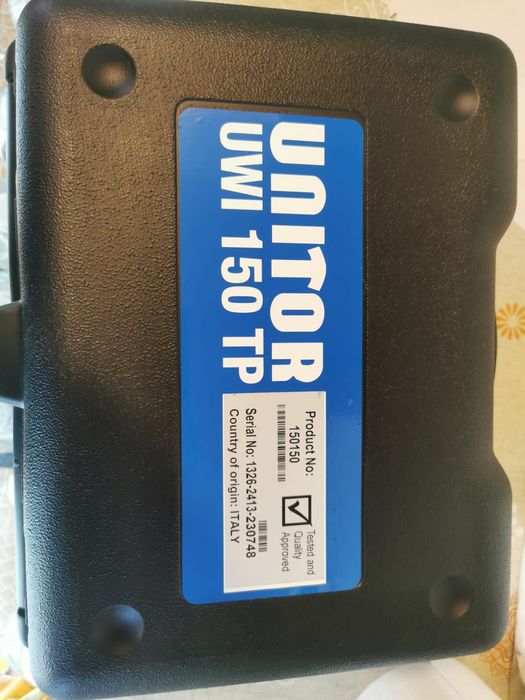 UNITOR
UWI 150 TP
Product No:
150150
Tested and
Quality
Approved
Serial No: 1326-2413-230748
Country of origin: ITALY